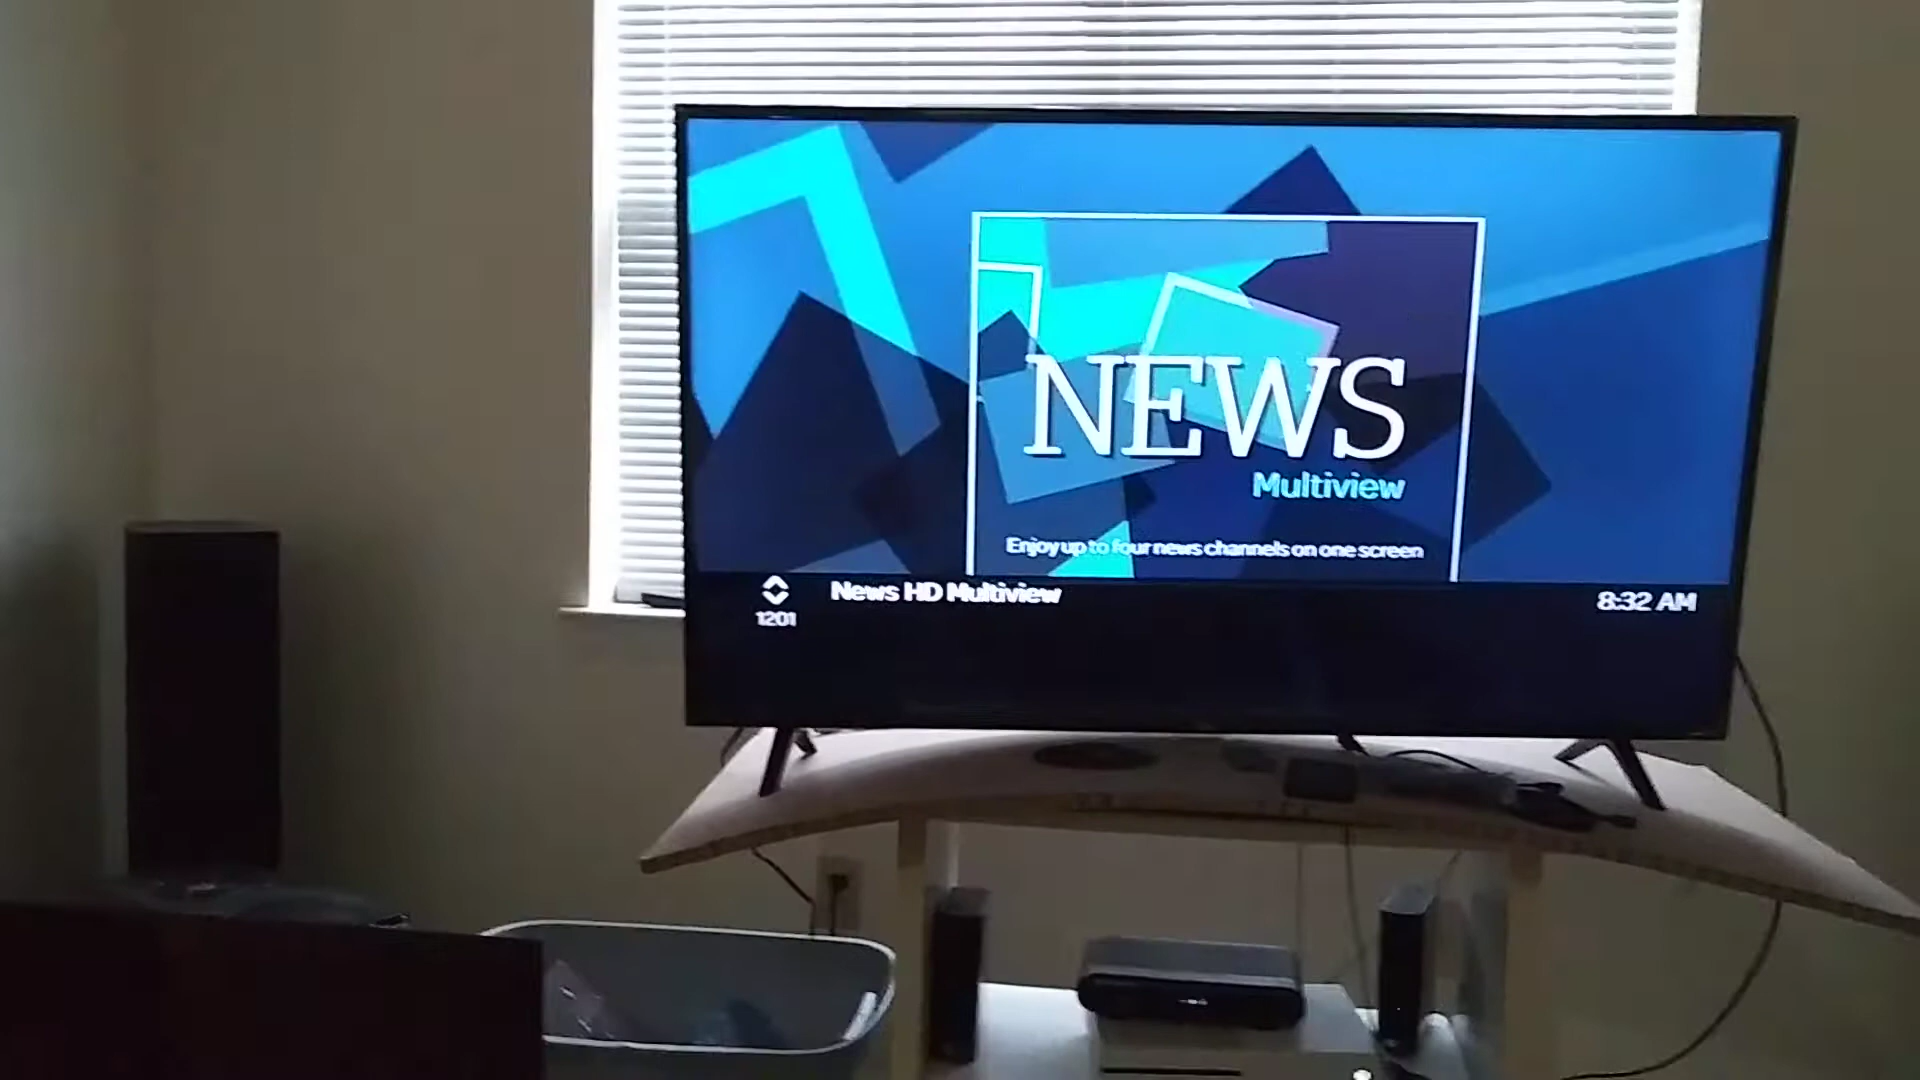 NEWS
Multiview
Enjoy up to four news channels on one screen
News HD Multiview
8:32 AM
1201